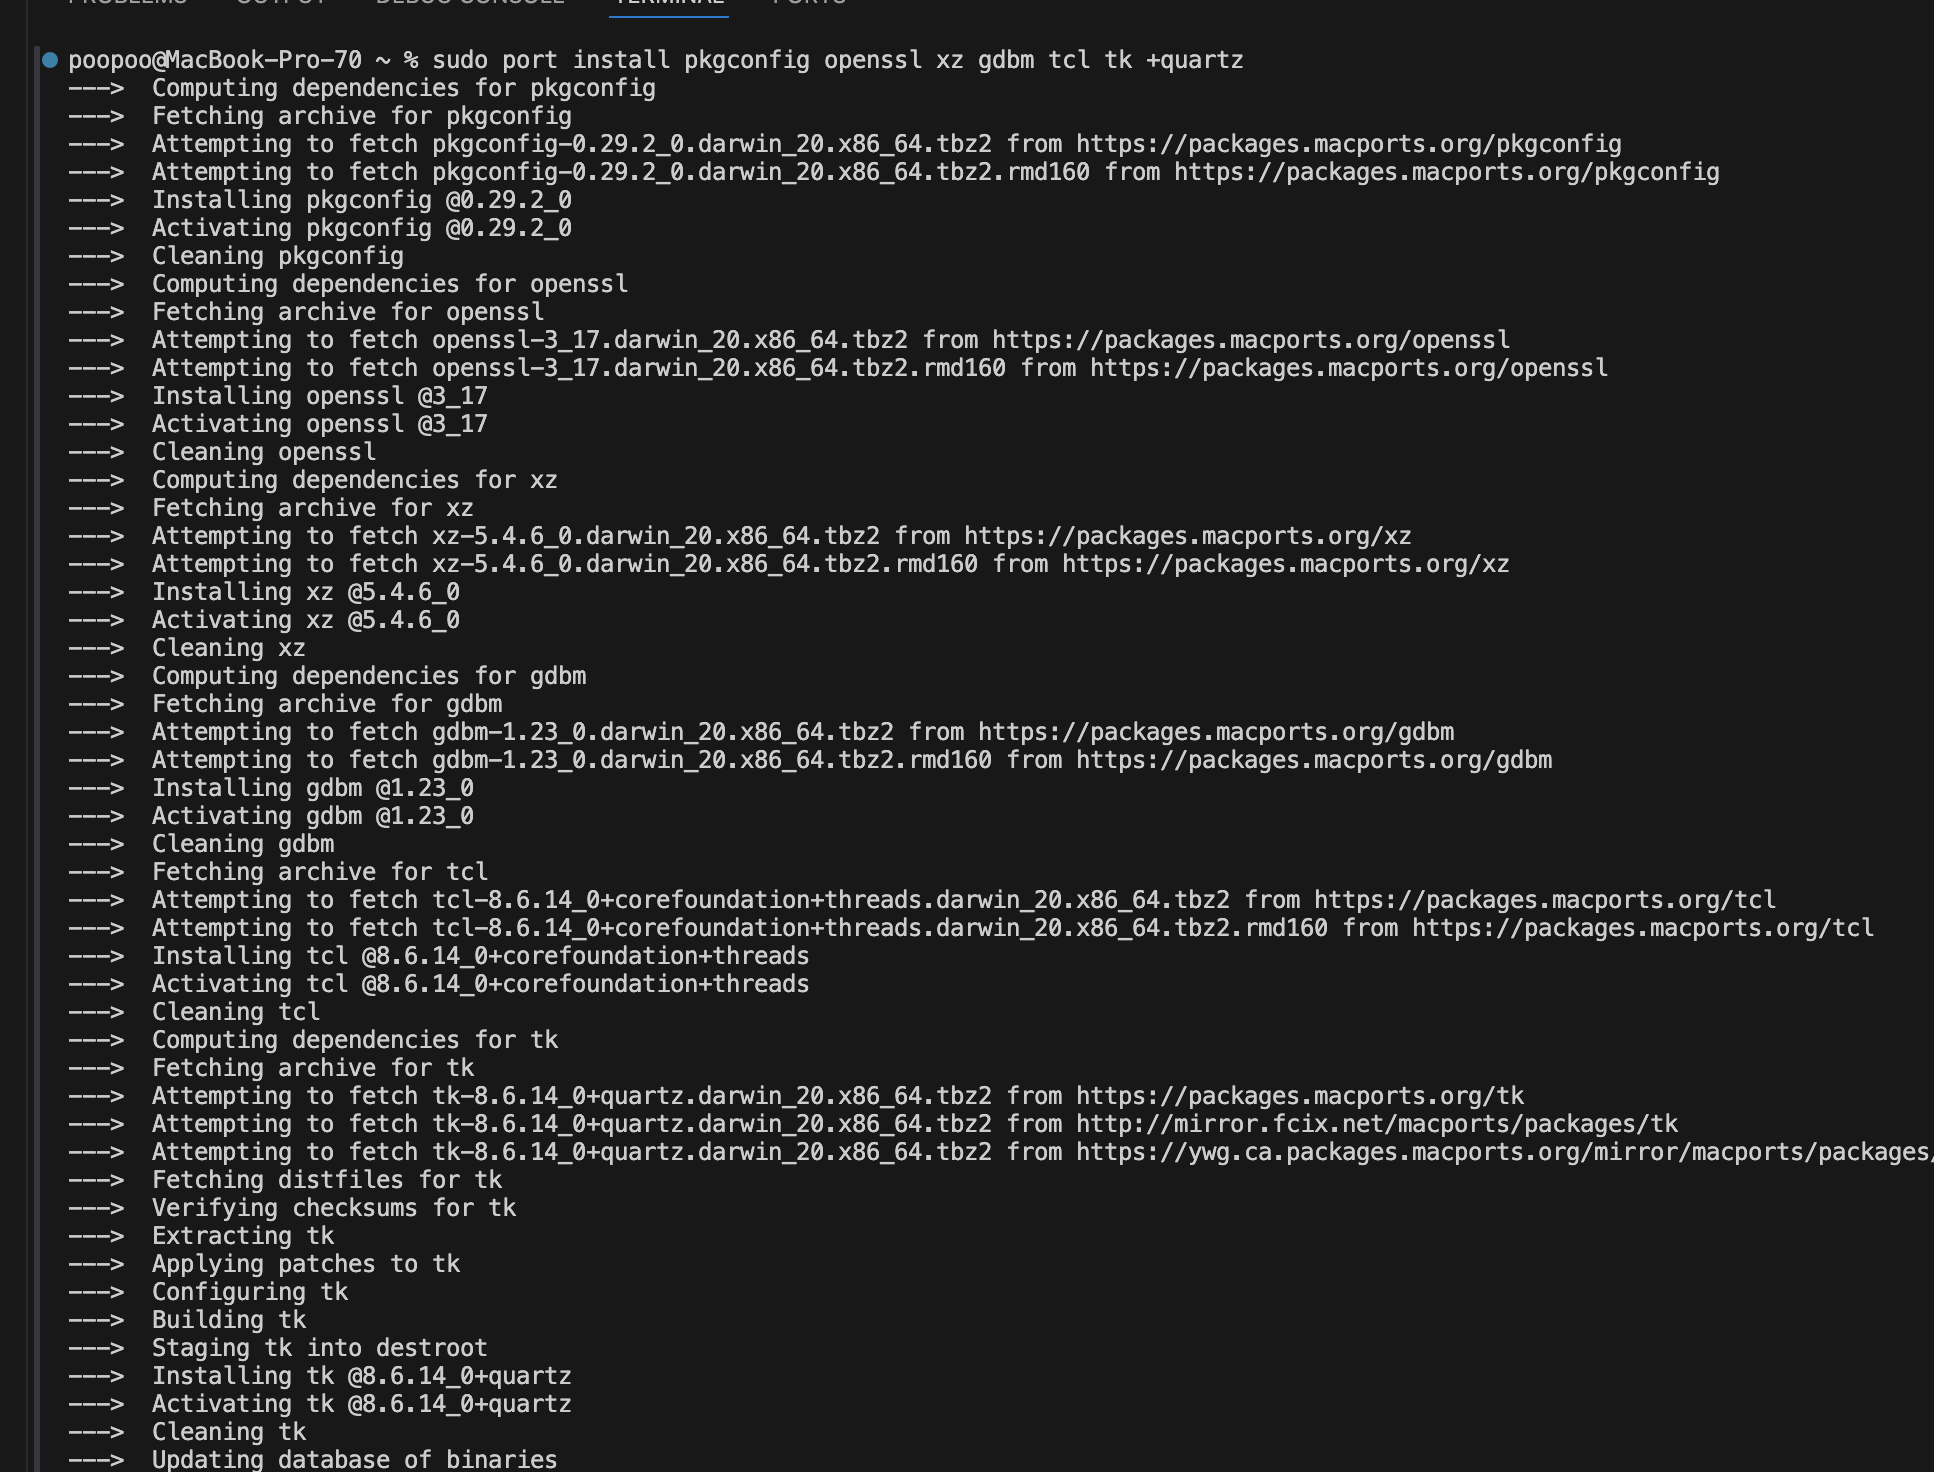 PROBLEMS OUTPUT DEBUG CONSOLE TERMINAL PORTS
poopoo@MacBook-Pro-70 ~ % sudo port install pkgconfig openssl xz gdbm tcl tk +quartz
---> Computing dependencies for pkgconfig
---> Fetching archive for pkgconfig
---> Attempting to fetch pkgconfig-0.29.2_0.darwin_20.x86_64.tbz2 from https://packages.macports.org/pkgconfig
---> Attempting to fetch pkgconfig-0.29.2_0.darwin_20.x86_64.tbz2.rmd160 from https://packages.macports.org/pkgconfig
---> Installing pkgconfig @0.29.2_0
---> Activating pkgconfig @0.29.2_0
---> Cleaning pkgconfig
---> Computing dependencies for openssl
---> Fetching archive for openssl
---> Attempting to fetch openssl-3_17.darwin_20.x86_64.tbz2 from https://packages.macports.org/openssl
---> Attempting to fetch openssl-3_17.darwin_20.x86_64.tbz2.rmd160 from https://packages.macports.org/openssl
---> Installing openssl @3_17
---> Activating openssl @3_17
---> Cleaning openssl
---> Computing dependencies for xz
---> Fetching archive for xz
---> Attempting to fetch xz-5.4.6_0.darwin_20.x86_64.tbz2 from https://packages.macports.org/xz
---> Attempting to fetch xz-5.4.6_0.darwin_20.x86_64.tbz2.rmd160 from https://packages.macports.org/xz
---> Installing xz @5.4.6_0
---> Activating xz @5.4.6_0
---> Cleaning xz
---> Computing dependencies for gdbm
---> Fetching archive for gdbm
---> Attempting to fetch gdbm-1.23_0.darwin_20.x86_64.tbz2 from https://packages.macports.org/gdbm
---> Attempting to fetch gdbm-1.23_0.darwin_20.x86_64.tbz2.rmd160 from https://packages.macports.org/gdbm
---> Installing gdbm @1.23_0
---> Activating gdbm @1.23_0
---> Cleaning gdbm
---> Fetching archive for tcl
---> Attempting to fetch tcl-8.6.14_0+corefoundation+threads.darwin_20.x86_64.tbz2 from https://packages.macports.org/tcl
---> Attempting to fetch tcl-8.6.14_0+corefoundation+threads.darwin_20.x86_64.tbz2.rmd160 from https://packages.macports.org/tcl
---> Installing tcl @8.6.14_0+corefoundation+threads
---> Activating tcl @8.6.14_0+corefoundation+threads
---> Cleaning tcl
---> Computing dependencies for tk
---> Fetching archive for tk
---> Attempting to fetch tk-8.6.14_0+quartz.darwin_20.x86_64.tbz2 from https://packages.macports.org/tk
---> Attempting to fetch tk-8.6.14_0+quartz.darwin_20.x86_64.tbz2 from http://mirror.fcix.net/macports/packages/tk
---> Attempting to fetch tk-8.6.14_0+quartz.darwin_20.x86_64.tbz2 from https://ywg.ca.packages.macports.org/mirror/macports/packages/
---> Fetching distfiles for tk
---> Verifying checksums for tk
---> Extracting tk
---> Applying patches to tk
---> Configuring tk
---> Building tk
---> Staging tk into destroot
---> Installing tk @8.6.14_0+quartz
---> Activating tk @8.6.14_0+quartz
---> Cleaning tk
---> Updating database of binaries